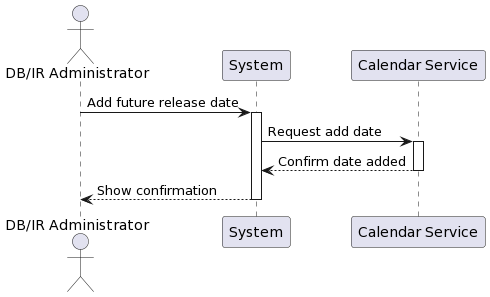 DB/IR Administrator
System
Calendar Service
Add future release date
Request add date
Confirm date added
Show confirmation
DB/IR Administrator
System
Calendar Service